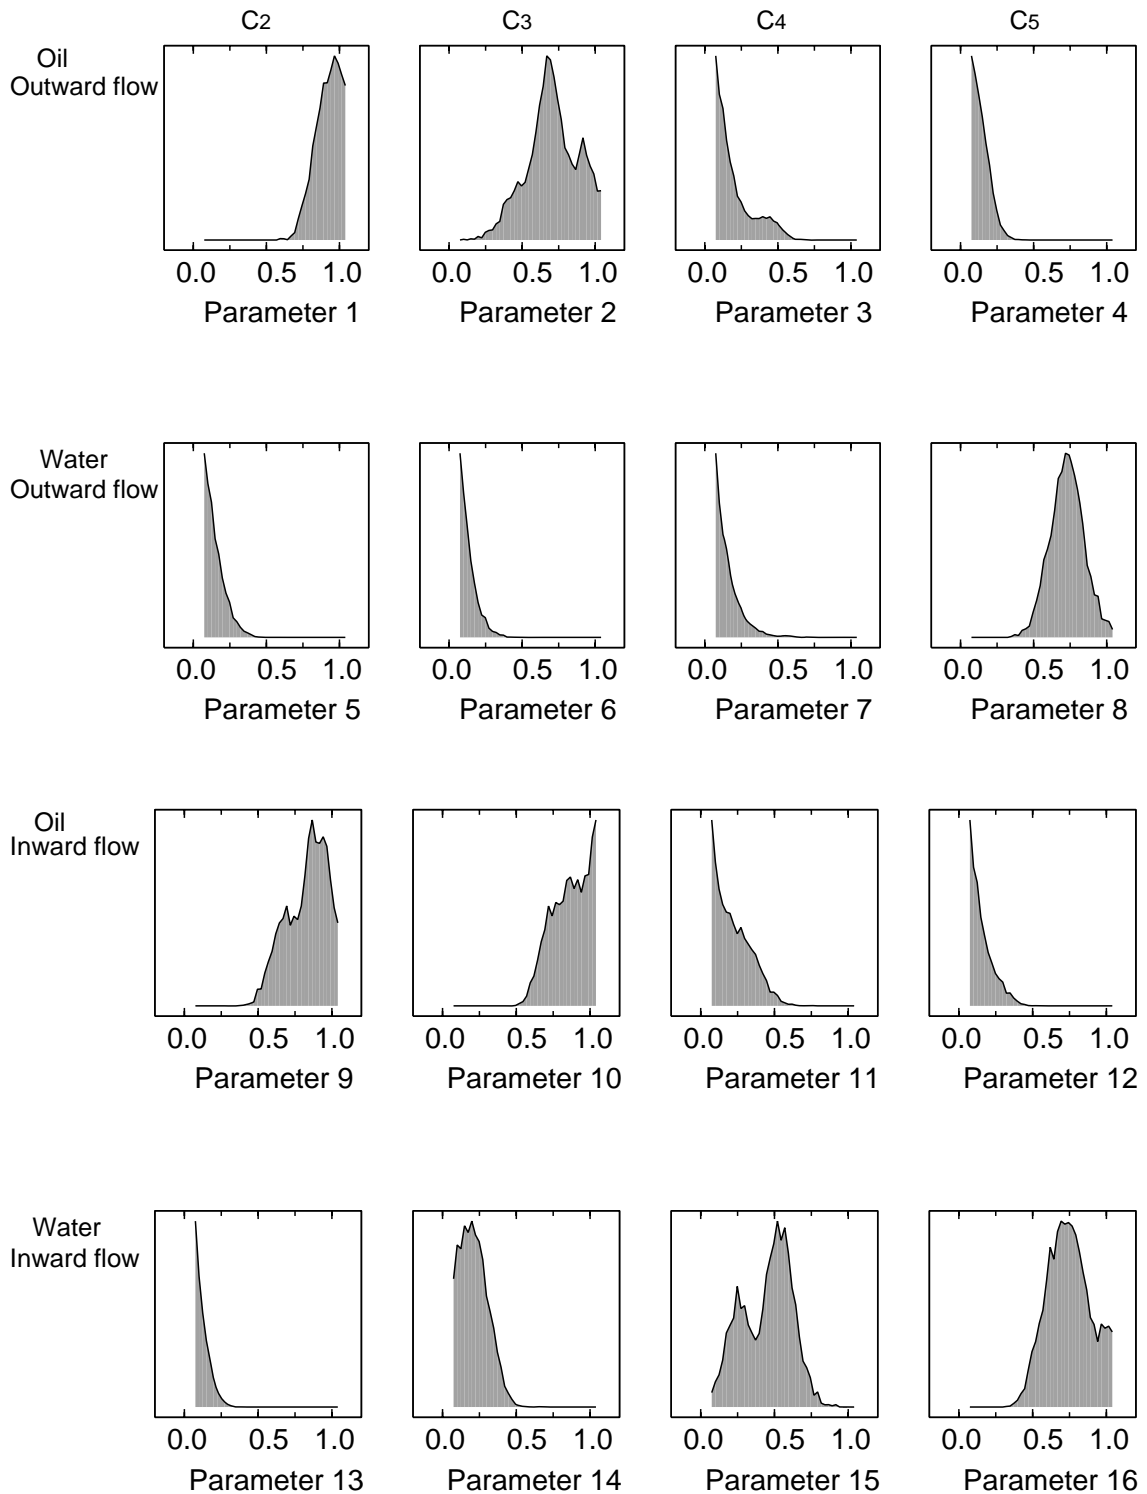 C2 C3 C4 C5
Oil
Outward flow
0.0 0.5 1.0 0.0 0.5 1.0 0.0 0.5 1.0 0.0 0.5 1.0
Parameter 1 Parameter 2 Parameter 3 Parameter 4
Water
Outward flow
0.0 0.5 1.0 0.0 0.5 1.0 0.0 0.5 1.0 0.0 0.5 1.0
Parameter 5 Parameter 6 Parameter 7 Parameter 8
Oil
Inward flow
0.0 0.5 1.0 0.0 0.5 1.0 0.0 0.5 1.0 0.0 0.5 1.0
Parameter 9 Parameter 10 Parameter 11 Parameter 12
Water
Inward flow
0.0 0.5 1.0 0.0 0.5 1.0 0.0 0.5 1.0 0.0 0.5 1.0
Parameter 13 Parameter 14 Parameter 15 Parameter 16